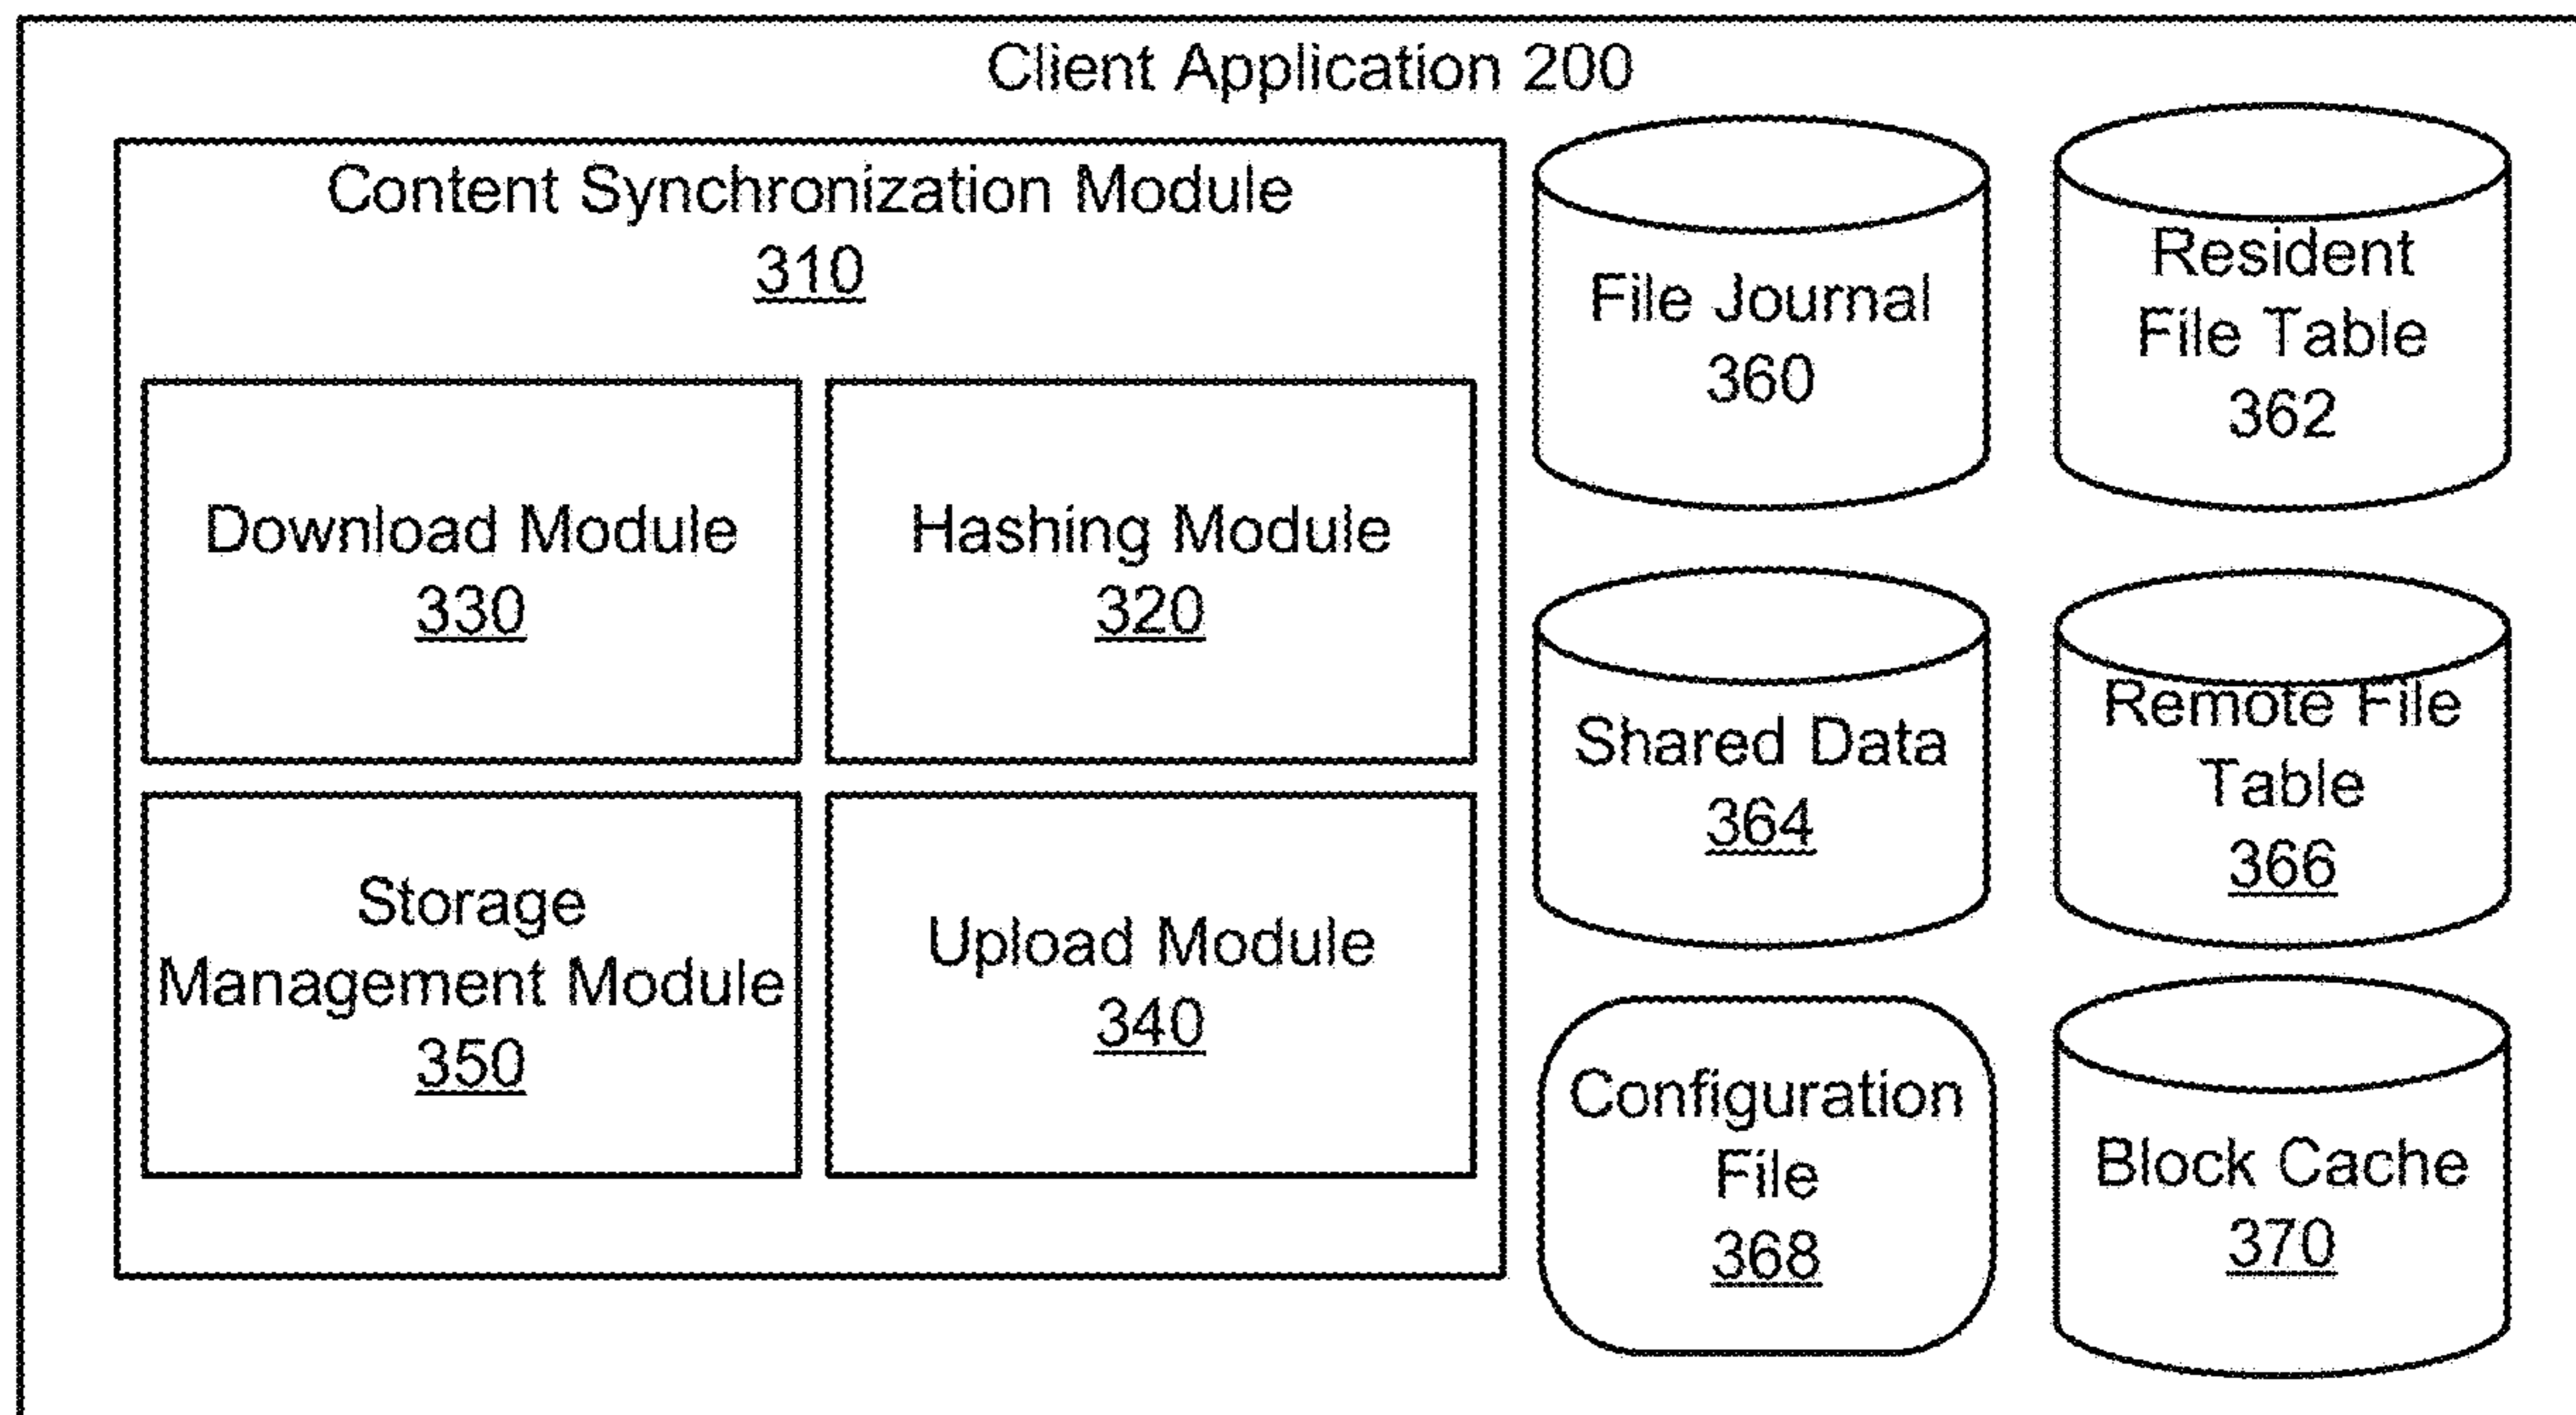 Client Application 200
Content Synchronization Module
310
Download Module
330
Hashing Module
320
Storage
Management Module
350
Upload Module
340
File Journal
360
Resident
File Table
362
Shared Data
364
Remote File
Table
366
Configuration
File
368
Block Cache
370